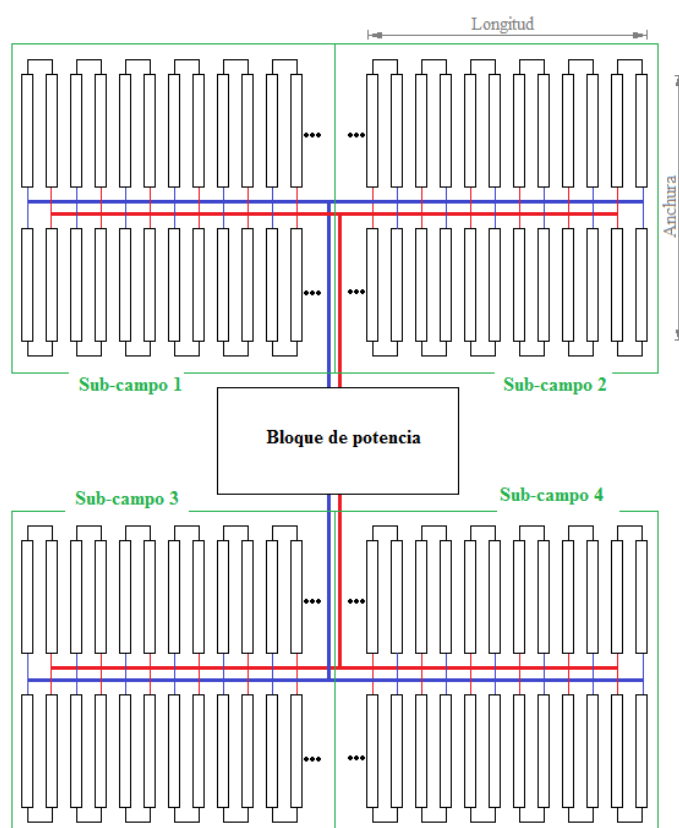 Longitud
Anchura
Sub-campo 1
Sub-campo 2
Bloque de potencia
Sub-campo 3
Sub-campo 4